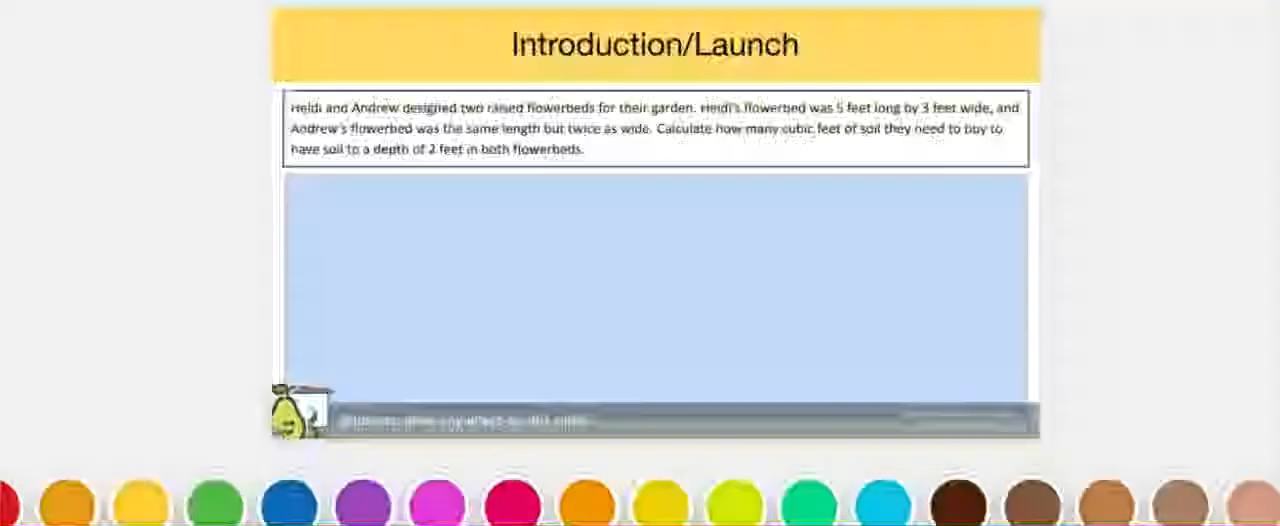 Introduction/Launch
Heidi and Andrew designed two raised flowerbeds for their garden. Heidi's flowerbed was 5 feet long by 3 feet wide, and
Andrew's flowerbed was the same length but twice as wide. Calculate how many cubic feet of soil they need to buy to
have soil to a depth of 2 feet in both flowerbeds.